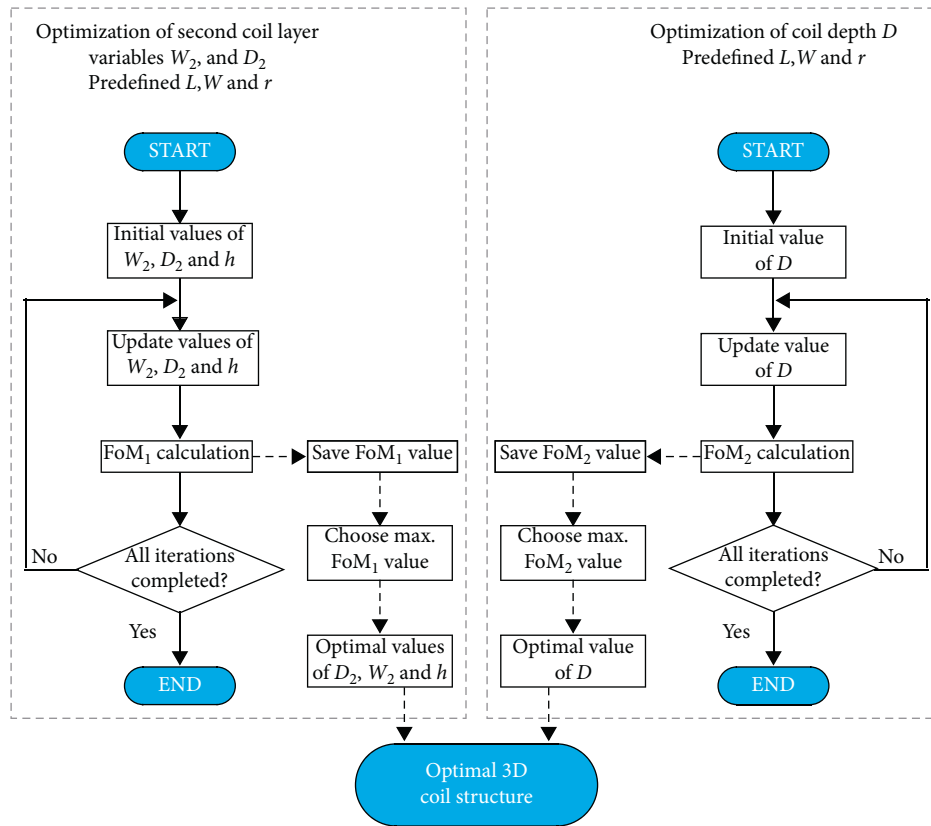 Optimization of second coil layer
variables W₂, and D₂
Predefined L,W and r
START
Initial values of
W₂, D₂ and h
Update values of
W₂, D₂ and h
FoM₁ calculation
Save FoM₁ value
All iterations
completed?
No
Yes
END
Choose max.
FoM₁ value
Optimal values
of D₂, W₂ and h
Optimization of coil depth D
Predefined L,W and r
START
Initial value
of D
Update value
of D
FoM₂ calculation
Save FoM₂ value
All iterations
completed?
No
Yes
END
Choose max.
FoM₂ value
Optimal value
of D
Optimal 3D
coil structure